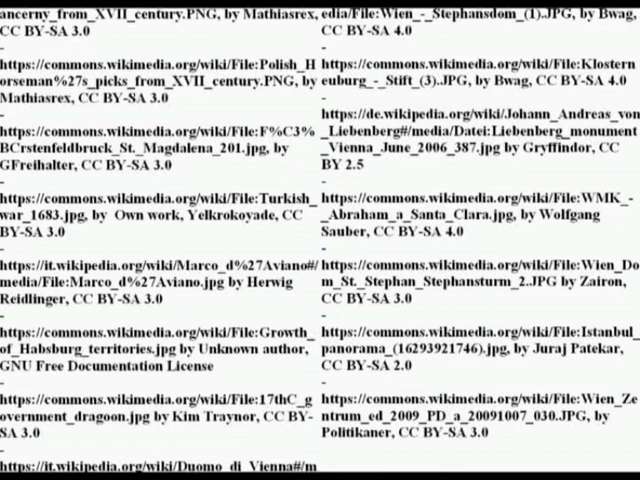 ancerny_from_XVII_century.PNG, by Mathiasrex,
CC BY-SA 3.0
-
https://commons.wikimedia.org/wiki/File:Polish_H
orseman%27s_picks_from_XVII_century.PNG, by
Mathiasrex, CC BY-SA 3.0
-
https://commons.wikimedia.org/wiki/File:F%C3%
BCrstenfeldbruck_St._Magdalena_201.jpg, by
GFreihalter, CC BY-SA 3.0
-
https://commons.wikimedia.org/wiki/File:Turkish_
war_1683.jpg, by Own work, Yelkrokoyade, CC
BY-SA 3.0
-
https://it.wikipedia.org/wiki/Marco_d%27Aviano#/
media/File:Marco_d%27Aviano.jpg by Herwig
Reidlinger, CC BY-SA 3.0
-
https://commons.wikimedia.org/wiki/File:Growth_
of_Habsburg_territories.jpg by Unknown author,
GNU Free Documentation License
-
https://commons.wikimedia.org/wiki/File:17thC_g
overnment_dragoon.jpg by Kim Traynor, CC BY-
SA 3.0
-
https://it.wikipedia.org/wiki/Duomo_di_Vienna#/m
edia/File:Wien_-_Stephansdom_(1).JPG, by Bwag,
CC BY-SA 4.0
-
https://commons.wikimedia.org/wiki/File:Klostern
euburg_-_Stift_(3).JPG, by Bwag, CC BY-SA 4.0
-
https://de.wikipedia.org/wiki/Johann_Andreas_von
_Liebenberg#/media/Datei:Liebenberg_monument
_Vienna_June_2006_387.jpg by Gryffindor, CC
BY 2.5
-
https://commons.wikimedia.org/wiki/File:WMK_-
_Abraham_a_Santa_Clara.jpg, by Wolfgang
Sauber, CC BY-SA 4.0
-
https://commons.wikimedia.org/wiki/File:Wien_Do
m_St._Stephan_Stephansturm_2.JPG by Zairon,
CC BY-SA 3.0
-
https://commons.wikimedia.org/wiki/File:Istanbul_
panorama_(16293921746).jpg, by Juraj Patekar,
CC BY-SA 2.0
-
https://commons.wikimedia.org/wiki/File:Wien_Ze
ntrum_ed_2009_PD_a_20091007_030.JPG, by
Politikaner, CC BY-SA 3.0